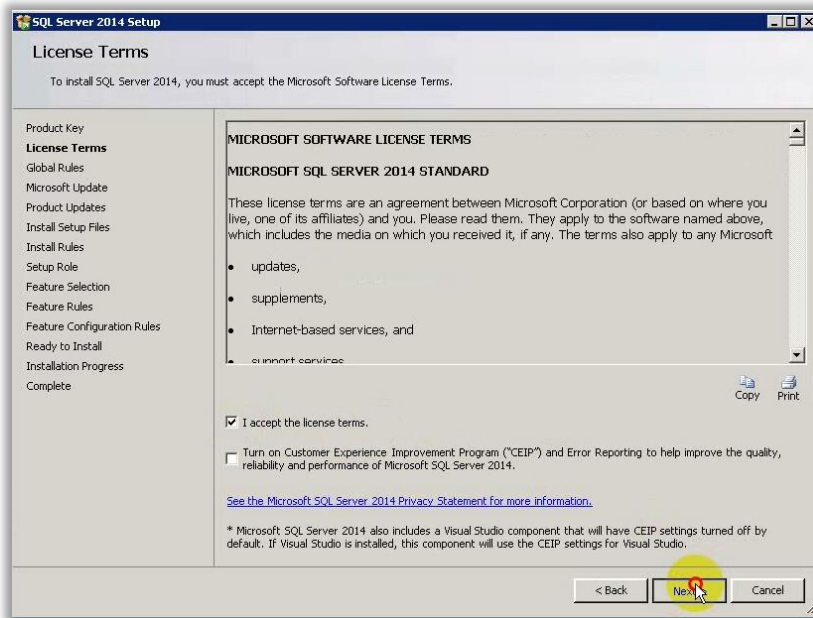 SQL Server 2014 Setup
License Terms
To install SQL Server 2014, you must accept the Microsoft Software License Terms.
Product Key
License Terms
Global Rules
Microsoft Update
Product Updates
Install Setup Files
Install Rules
Setup Role
Feature Selection
Feature Rules
Feature Configuration Rules
Ready to Install
Installation Progress
Complete
MICROSOFT SOFTWARE LICENSE TERMS
MICROSOFT SQL SERVER 2014 STANDARD
These license terms are an agreement between Microsoft Corporation (or based on where you
live, one of its affiliates) and you. Please read them. They apply to the software named above,
which includes the media on which you received it, if any. The terms also apply to any Microsoft
• updates,
• supplements,
• Internet-based services, and
• support services
Copy Print
I accept the license terms.
Turn on Customer Experience Improvement Program ("CEIP") and Error Reporting to help improve the quality,
reliability and performance of Microsoft SQL Server 2014.
See the Microsoft SQL Server 2014 Privacy Statement for more information.
* Microsoft SQL Server 2014 also includes a Visual Studio component that will have CEIP settings turned off by
default. If Visual Studio is installed, this component will use the CEIP settings for Visual Studio.
< Back Next Cancel